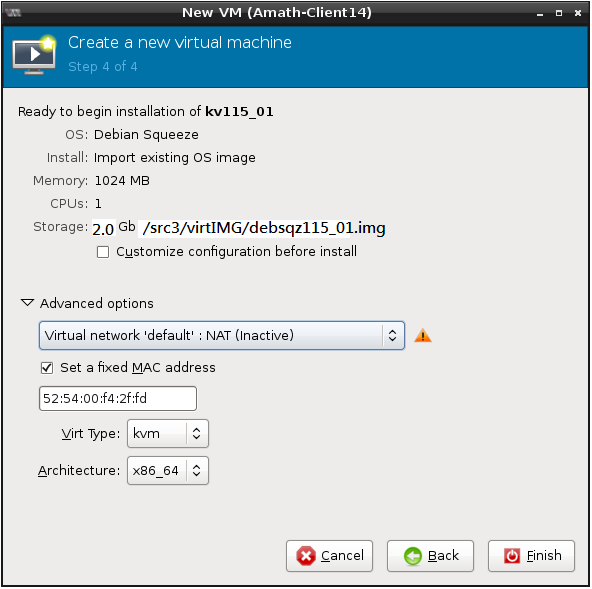 New VM (Amath-Client14)
Create a new virtual machine
Step 4 of 4
Ready to begin installation of kv115_01
OS: Debian Squeeze
Install: Import existing OS image
Memory: 1024 MB
CPUs: 1
Storage: 2.0 Gb /src3/virtIMG/debsqz115_01.img
Customize configuration before install
Advanced options
Virtual network 'default' : NAT (Inactive)
Set a fixed MAC address
52:54:00:f4:2f:fd
Virt Type: kvm
Architecture: x86_64
Cancel Back Finish